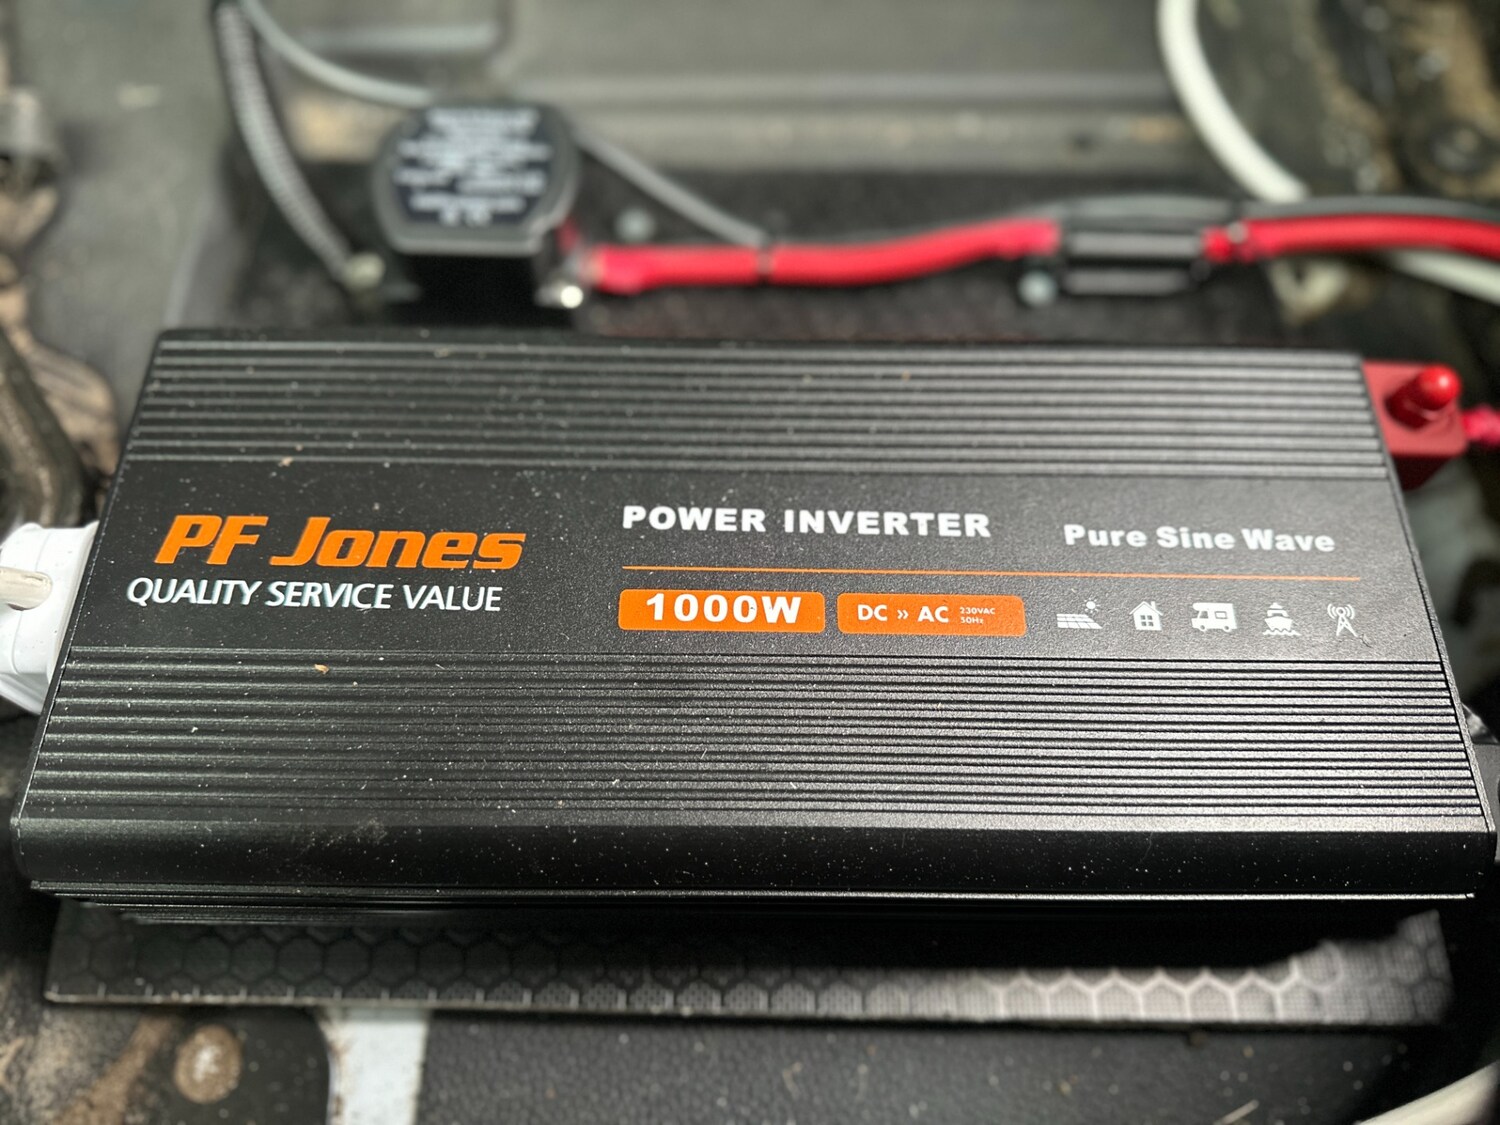 PF Jones
QUALITY SERVICE VALUE
POWER INVERTER
Pure Sine Wave
1000W
DC » AC 230VAC
50Hz